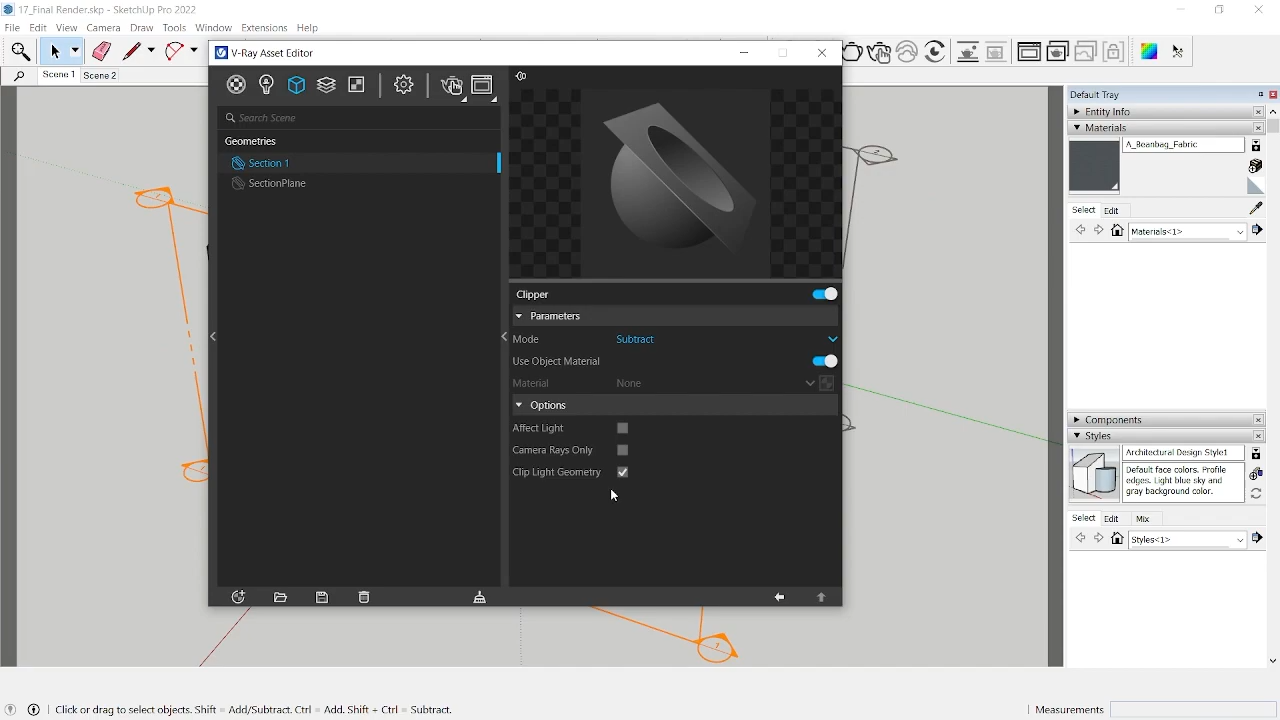 17_Final Render.skp - SketchUp Pro 2022
File Edit View Camera Draw Tools Window Extensions Help
V-Ray Asset Editor
Scene 1 Scene 2
Search Scene
Geometries
Section 1
SectionPlane
Clipper
Parameters
Mode Subtract
Use Object Material
Material None
Options
Affect Light
Camera Rays Only
Clip Light Geometry
Default Tray
Entity Info
Materials
A_Beanbag_Fabric
Select Edit
Materials<1>
Components
Styles
Architectural Design Style1
Default face colors. Profile
edges. Light blue sky and
gray background color.
Select Edit Mix
Styles<1>
Click or drag to select objects. Shift = Add/Subtract. Ctrl = Add. Shift + Ctrl = Subtract.
Measurements